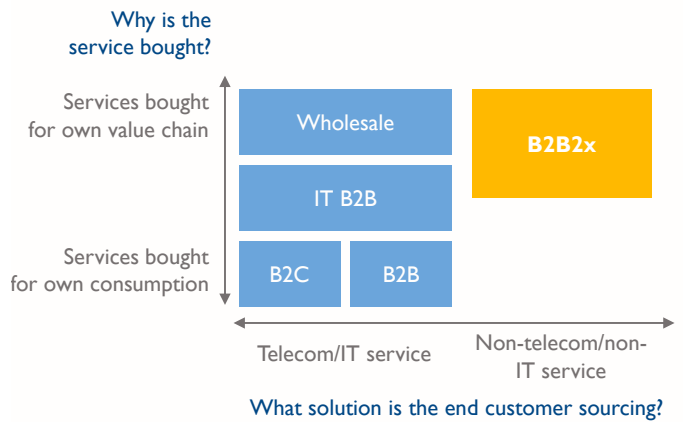 Why is the
service bought?
Services bought
for own value chain
Wholesale
B2B2x
IT B2B
Services bought
for own consumption
B2C
B2B
Telecom/IT service
Non-telecom/non-
IT service
What solution is the end customer sourcing?